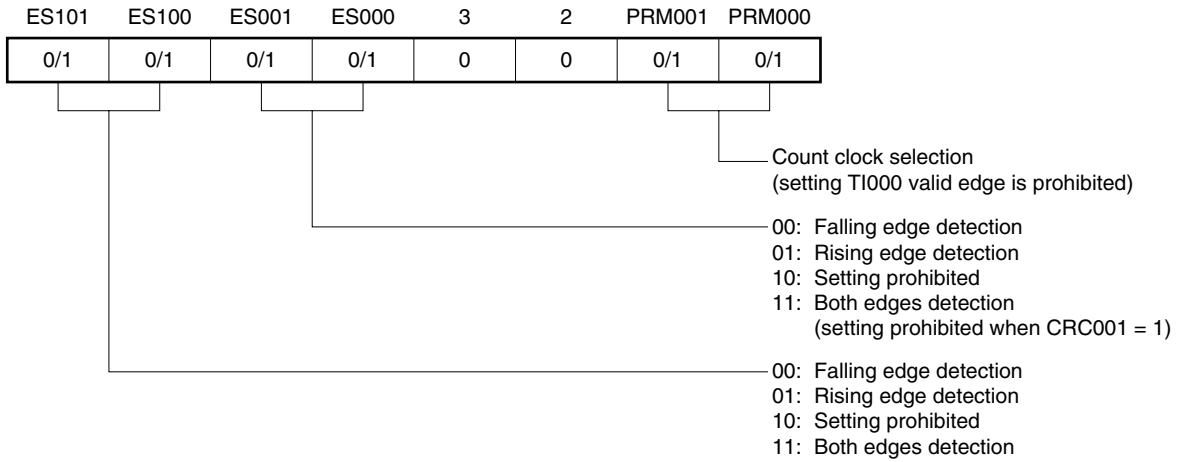 ES101 ES100 ES001 ES000 3 2 PRM001 PRM000
0/1 0/1 0/1 0/1 0 0 0/1 0/1
Count clock selection
(setting TI000 valid edge is prohibited)
00: Falling edge detection
01: Rising edge detection
10: Setting prohibited
11: Both edges detection
(setting prohibited when CRC001 = 1)
00: Falling edge detection
01: Rising edge detection
10: Setting prohibited
11: Both edges detection